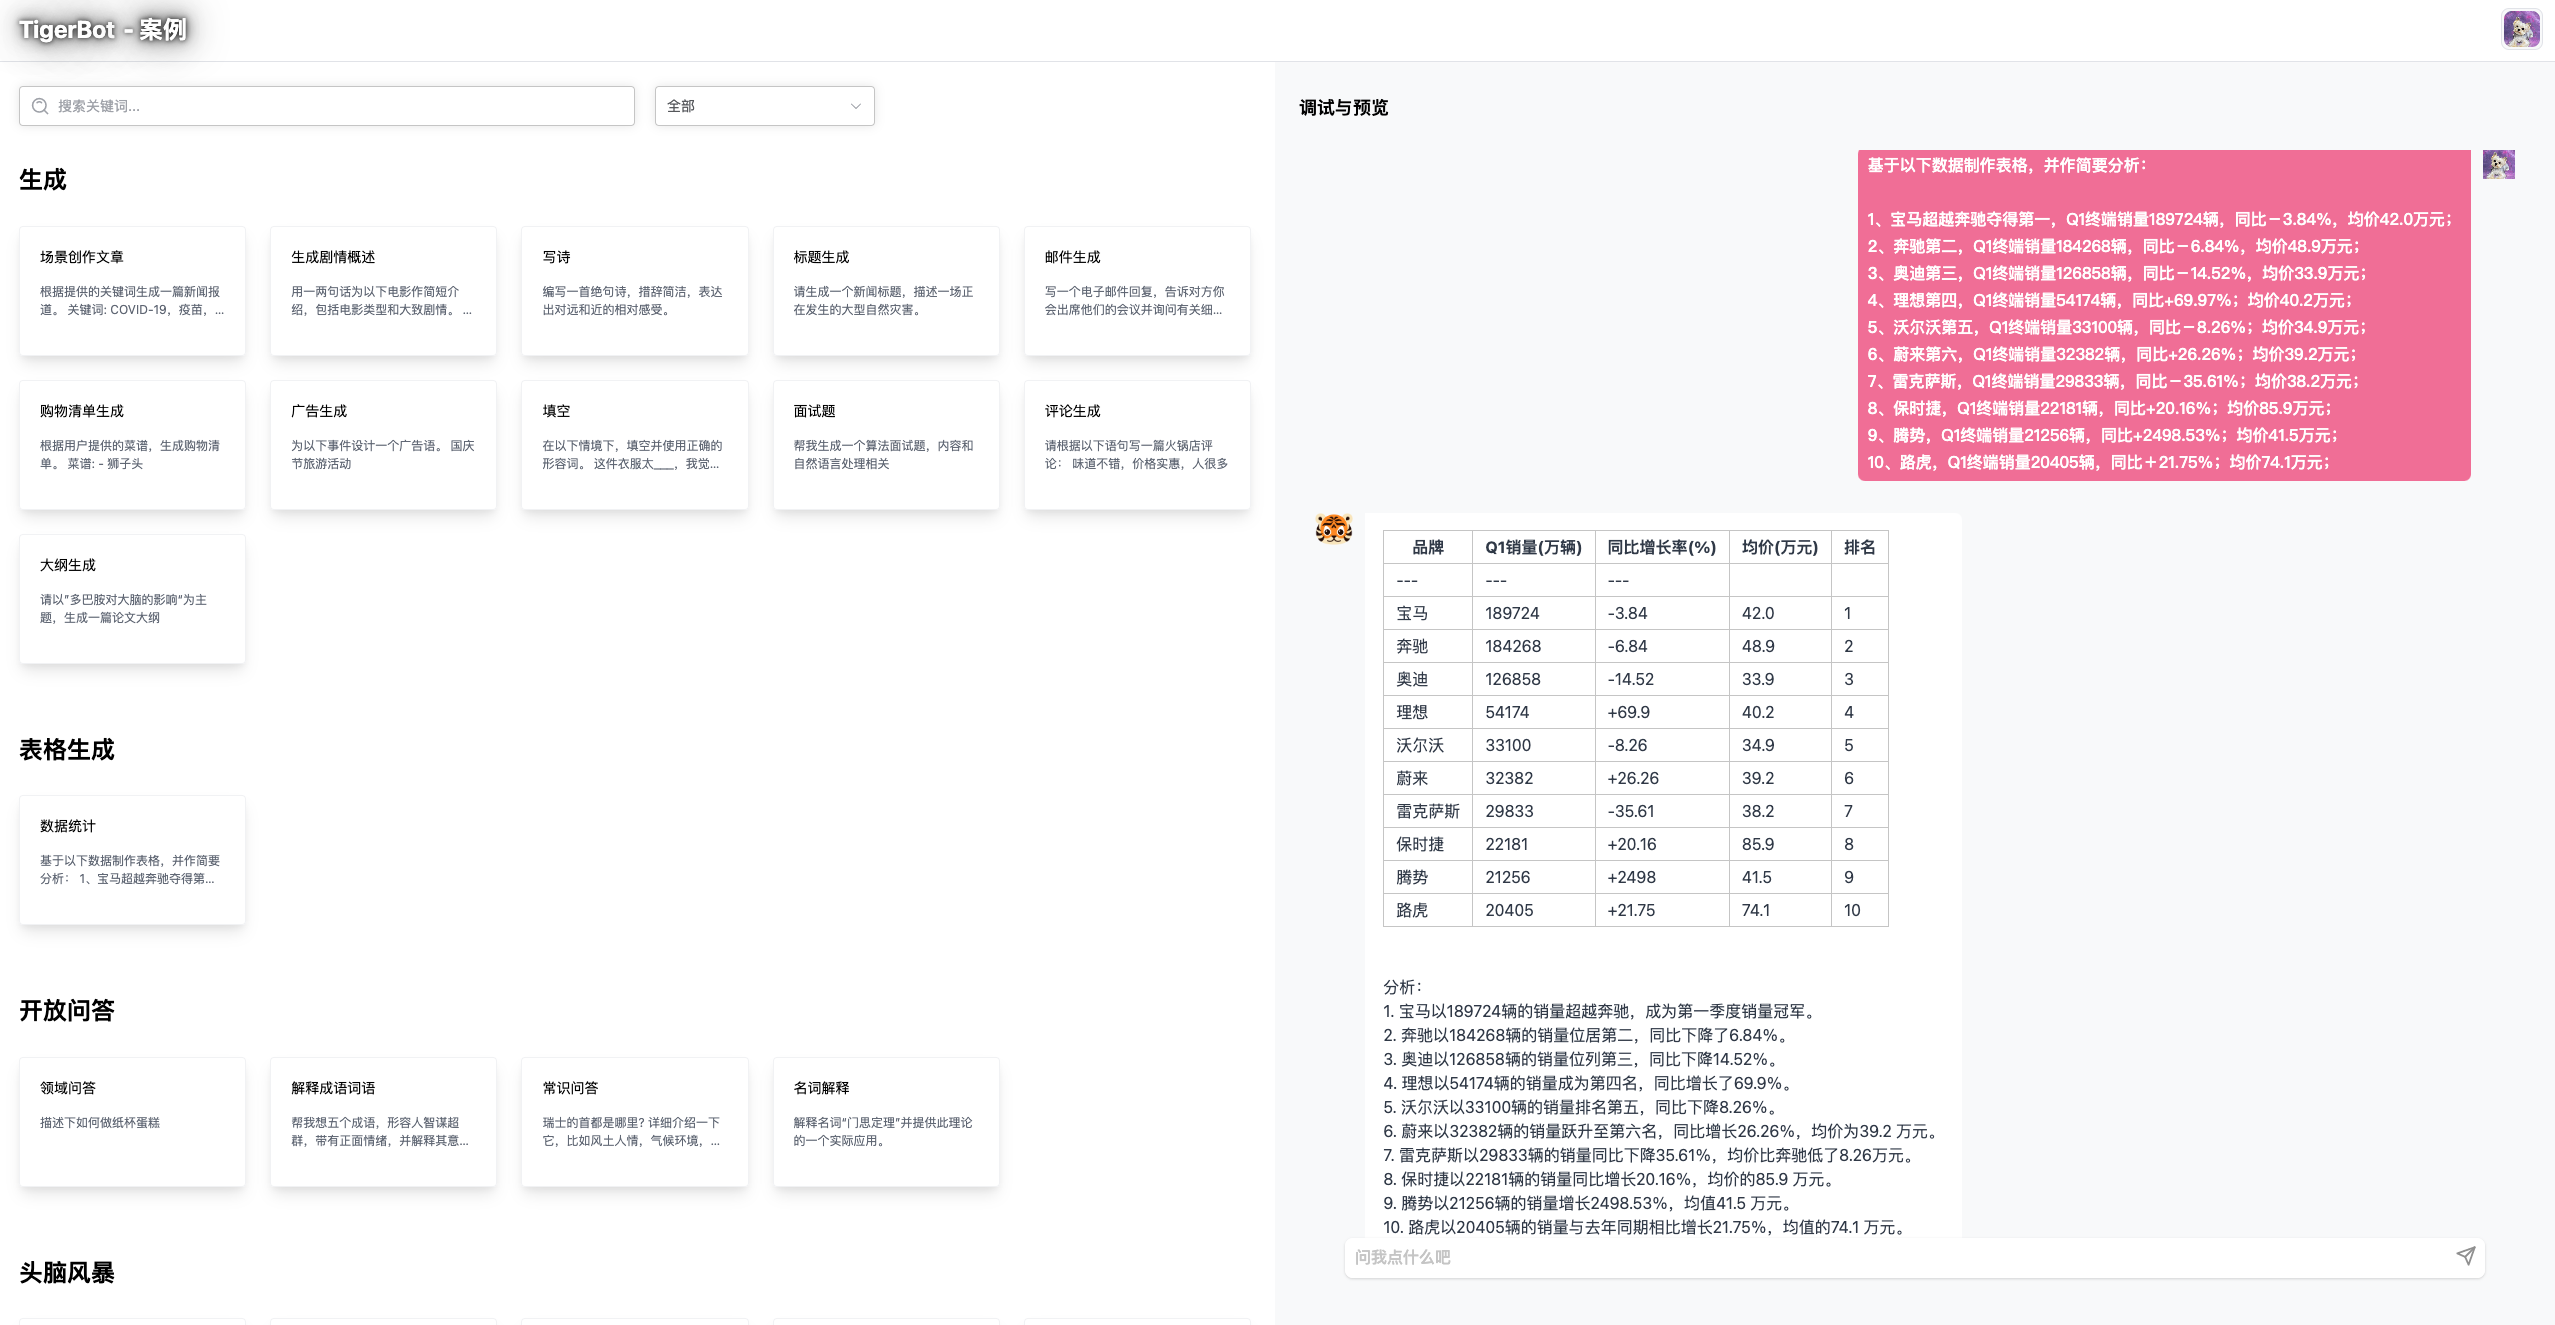 TigerBot - 案例
搜索关键词...
全部
生成
场景创作文章
根据提供的关键词生成一篇新闻报
道。 关键词: COVID-19，疫苗，...
生成剧情概述
用一两句话为以下电影作简短介
绍，包括电影类型和大致剧情。 ...
写诗
编写一首绝句诗，措辞简洁，表达
出对远和近的相对感受。
标题生成
请生成一个新闻标题，描述一场正
在发生的大型自然灾害。
邮件生成
写一个电子邮件回复，告诉对方你
会出席他们的会议并询问有关细...
购物清单生成
根据用户提供的菜谱，生成购物清
单。 菜谱: - 狮子头
广告生成
为以下事件设计一个广告语。 国庆
节旅游活动
填空
在以下情境下，填空并使用正确的
形容词。 这件衣服太___，我觉...
面试题
帮我生成一个算法面试题，内容和
自然语言处理相关
评论生成
请根据以下语句写一篇火锅店评
论： 味道不错，价格实惠，人很多
大纲生成
请以”多巴胺对大脑的影响“为主
题，生成一篇论文大纲
表格生成
数据统计
基于以下数据制作表格，并作简要
分析： 1、宝马超越奔驰夺得第...
开放问答
领域问答
描述下如何做纸杯蛋糕
解释成语词语
帮我想五个成语，形容人智谋超
群，带有正面情绪，并解释其意...
常识问答
瑞士的首都是哪里? 详细介绍一下
它，比如风土人情，气候环境，...
名词解释
解释名词“门思定理”并提供此理论
的一个实际应用。
头脑风暴
调试与预览
基于以下数据制作表格，并作简要分析：
1、宝马超越奔驰夺得第一，Q1终端销量189724辆，同比－3.84%，均价42.0万元；
2、奔驰第二，Q1终端销量184268辆，同比－6.84%，均价48.9万元；
3、奥迪第三，Q1终端销量126858辆，同比－14.52%，均价33.9万元；
4、理想第四，Q1终端销量54174辆，同比+69.97%；均价40.2万元；
5、沃尔沃第五，Q1终端销量33100辆，同比－8.26%；均价34.9万元；
6、蔚来第六，Q1终端销量32382辆，同比+26.26%；均价39.2万元；
7、雷克萨斯，Q1终端销量29833辆，同比－35.61%；均价38.2万元；
8、保时捷，Q1终端销量22181辆，同比+20.16%；均价85.9万元；
9、腾势，Q1终端销量21256辆，同比+2498.53%；均价41.5万元；
10、路虎，Q1终端销量20405辆，同比＋21.75%；均价74.1万元；
品牌 Q1销量(万辆) 同比增长率(%) 均价(万元) 排名
--- --- ---
宝马 189724 -3.84 42.0 1
奔驰 184268 -6.84 48.9 2
奥迪 126858 -14.52 33.9 3
理想 54174 +69.9 40.2 4
沃尔沃 33100 -8.26 34.9 5
蔚来 32382 +26.26 39.2 6
雷克萨斯 29833 -35.61 38.2 7
保时捷 22181 +20.16 85.9 8
腾势 21256 +2498 41.5 9
路虎 20405 +21.75 74.1 10
分析：
1. 宝马以189724辆的销量超越奔驰，成为第一季度销量冠军。
2. 奔驰以184268辆的销量位居第二，同比下降了6.84%。
3. 奥迪以126858辆的销量位列第三，同比下降14.52%。
4. 理想以54174辆的销量成为第四名，同比增长了69.9%。
5. 沃尔沃以33100辆的销量排名第五，同比下降8.26%。
6. 蔚来以32382辆的销量跃升至第六名，同比增长26.26%，均价为39.2 万元。
7. 雷克萨斯以29833辆的销量同比下降35.61%，均价比奔驰低了8.26万元。
8. 保时捷以22181辆的销量同比增长20.16%，均价的85.9 万元。
9. 腾势以21256辆的销量增长2498.53%，均值41.5 万元。
10. 路虎以20405辆的销量与去年同期相比增长21.75%，均值的74.1 万元。
问我点什么吧